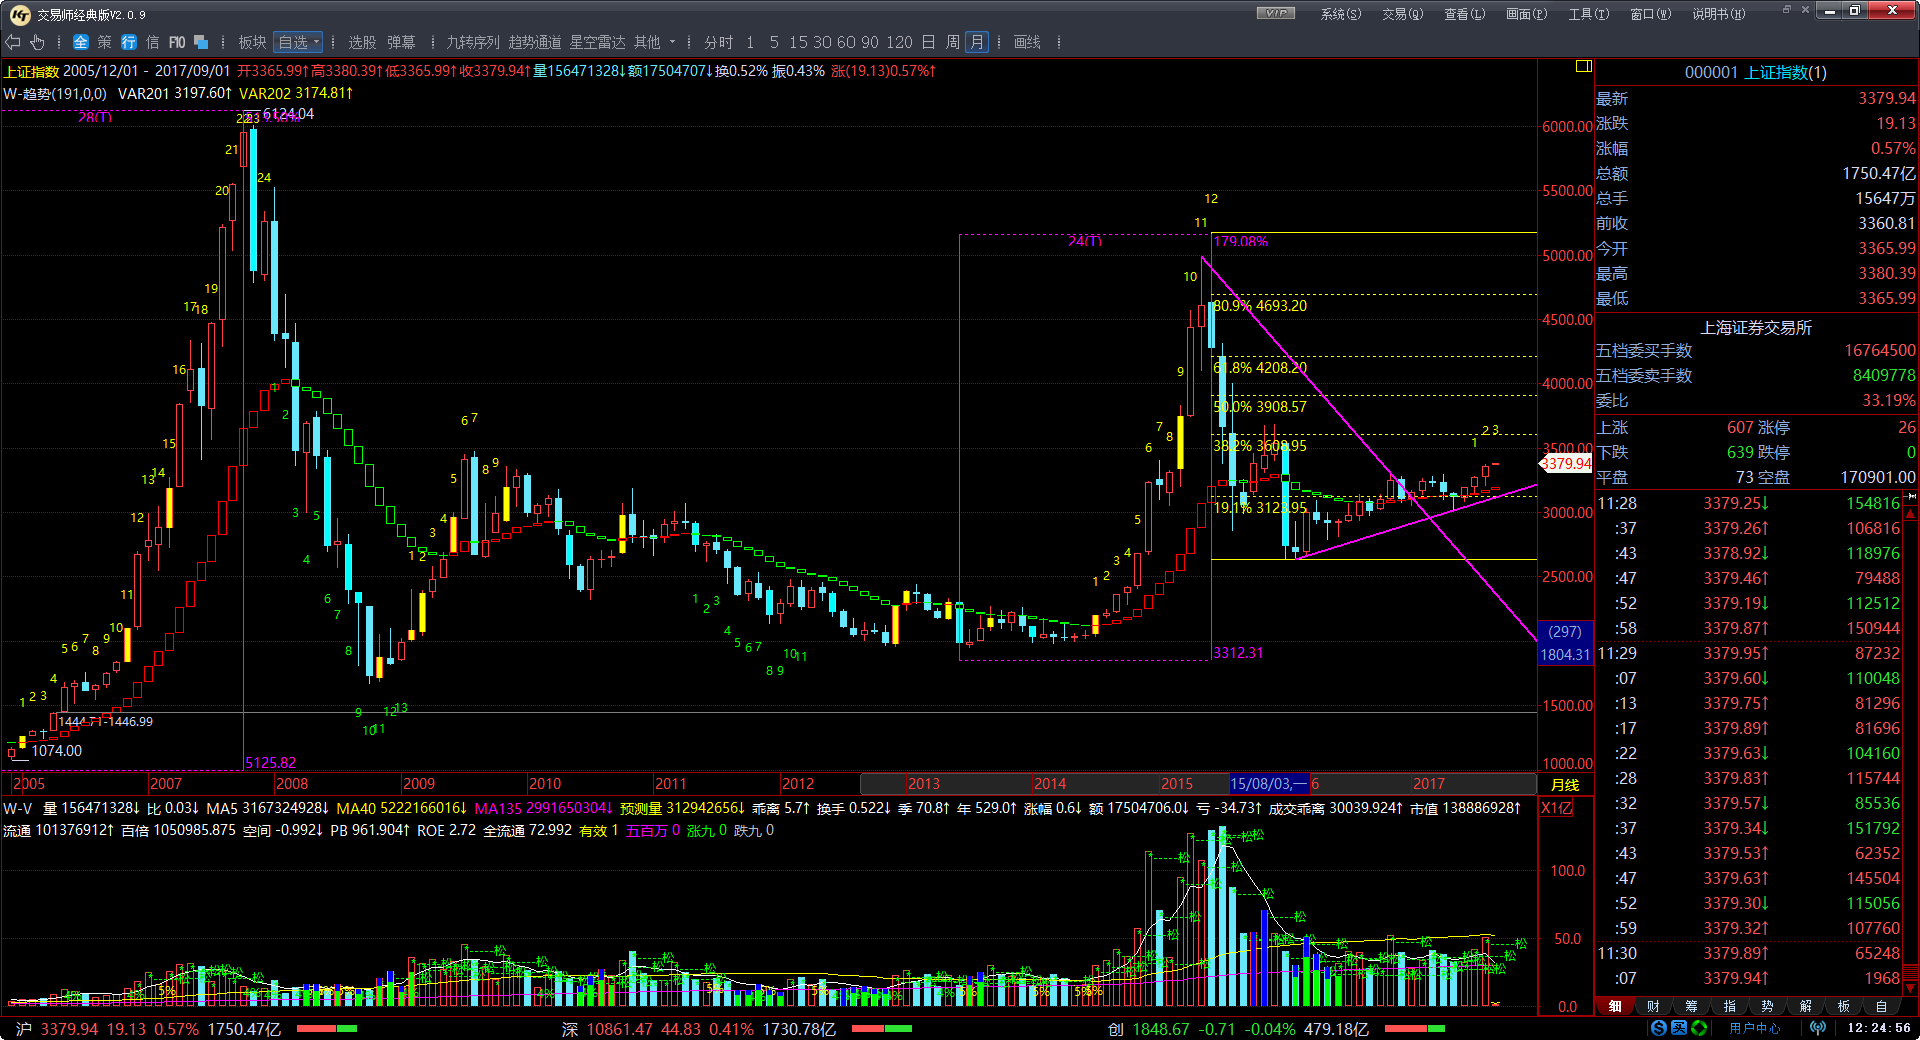 交易师经典版V2.0.9 VIP 系统(S) 交易(Q) 查看(L) 画面(P) 工具(T) 窗口(W) 说明书(H)
全 策 行 信 F10 板块 自选 选股 弹幕 九转序列 趋势通道 星空雷达 其他 分时 1 5 15 30 60 90 120 日 周 月 画线
上证指数 2005/12/01 - 2017/09/01 开3365.99↑高3380.39↑低3365.99↑收3379.94↑量156471328↓额17504707↓换0.52% 振0.43% 涨(19.13)0.57%↑
W-趋势(191,0,0) VAR201 3197.60↑ VAR202 3174.81↑
28(T)
6124.04
6000.00
5500.00
5000.00
4500.00
4000.00
3500.00
3379.94
3000.00
2500.00
(297)
1804.31
1500.00
1000.00
24(T)
179.08%
80.9% 4693.20
61.8% 4208.20
50.0% 3908.57
38.2% 3608.95
19.1% 3123.95
3312.31
1444.71-1446.99
1074.00
5125.82
2005 2007 2008 2009 2010 2011 2012 2013 2014 2015 15/08/03,一 6 2017 月线
W-V 量 156471328↓ 比 0.03↓ MA5 3167324928↓ MA40 5222166016↓ MA135 2991650304↓ 预测量 312942656↓ 乖离 5.7↑ 换手 0.522↓ 季 70.8↑ 年 529.0↑ 涨幅 0.6↓ 额 17504706.0↓ 亏 -34.73↑ 成交乖离 30039.924↑ 市值 138886928↑
流通 101376912↑ 百倍 1050985.875 空间 -0.992↓ PB 961.904↑ ROE 2.72 全流通 72.992 有效 1 五百万 0 涨九 0 跌九 0
X1亿
100.0
50.0
0.0
000001 上证指数(1)
最新 3379.94
涨跌 19.13
涨幅 0.57%
总额 1750.47亿
总手 15647万
前收 3360.81
今开 3365.99
最高 3380.39
最低 3365.99
上海证券交易所
五档委买手数 16764500
五档委卖手数 8409778
委比 33.19%
上涨 607 涨停 26
下跌 639 跌停 0
平盘 73 空盘 170901.00
11:28 3379.25↓ 154816
:37 3379.26↑ 106816
:43 3378.92↓ 118976
:47 3379.46↑ 79488
:52 3379.19↓ 112512
:58 3379.87↑ 150944
11:29 3379.95↑ 87232
:07 3379.60↓ 110048
:13 3379.75↑ 81296
:17 3379.89↑ 81696
:22 3379.63↓ 104160
:28 3379.83↑ 115744
:32 3379.57↓ 85536
:37 3379.34↓ 151792
:43 3379.53↑ 62352
:47 3379.63↑ 145504
:52 3379.30↓ 115056
:59 3379.32↑ 107760
11:30 3379.89↑ 65248
:07 3379.94↑ 1968
细 财 筹 指 势 解 板 自
沪 3379.94 19.13 0.57% 1750.47亿 深 10861.47 44.83 0.41% 1730.78亿 创 1848.67 -0.71 -0.04% 479.18亿 用户中心 12:24:56